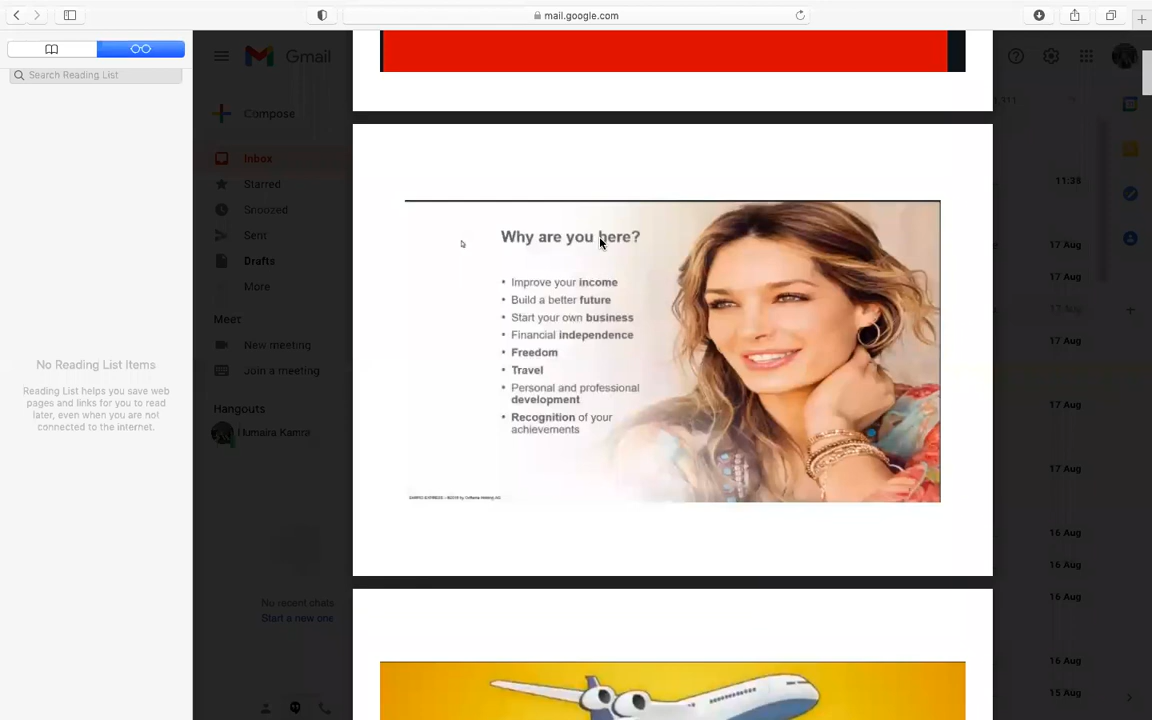 mail.google.com
Search Reading List
Gmail
Compose
Inbox
11:38
Starred
Snoozed
Why are you here?
Sent
17 Aug
Drafts
17 Aug
• Improve your income
More
• Build a better future
17 Aug
• Start your own business
Meet
• Financial independence
New meeting
17 Aug
• Freedom
No Reading List Items
• Travel
Join a meeting
Reading List helps you save web
pages and links for you to read
later, even when you are not
connected to the internet.
• Personal and professional
development
17 Aug
Hangouts
• Recognition of your
achievements
Humaira Kamra
17 Aug
16 Aug
16 Aug
No recent chats
Start a new one
16 Aug
16 Aug
15 Aug